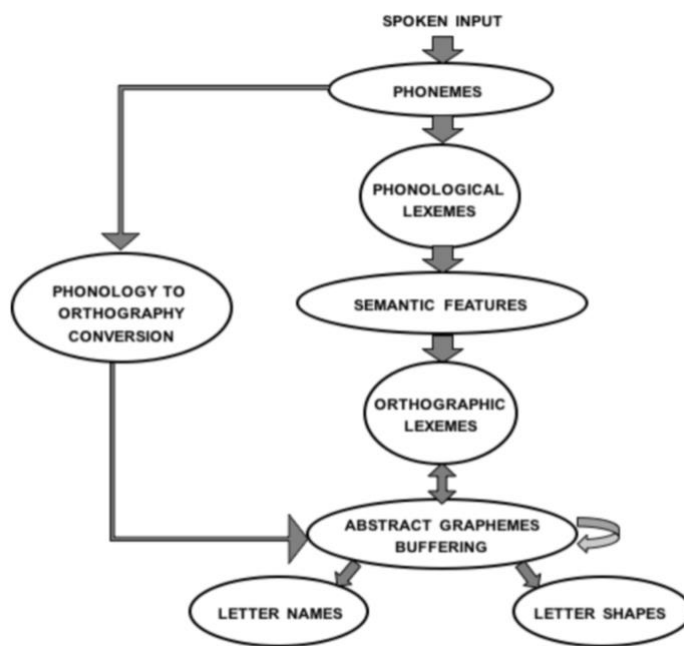 SPOKEN INPUT
PHONEMES
PHONOLOGICAL
LEXEMES
PHONOLOGY TO
ORTHOGRAPHY
CONVERSION
SEMANTIC FEATURES
ORTHOGRAPHIC
LEXEMES
ABSTRACT GRAPHEMES
BUFFERING
LETTER NAMES
LETTER SHAPES